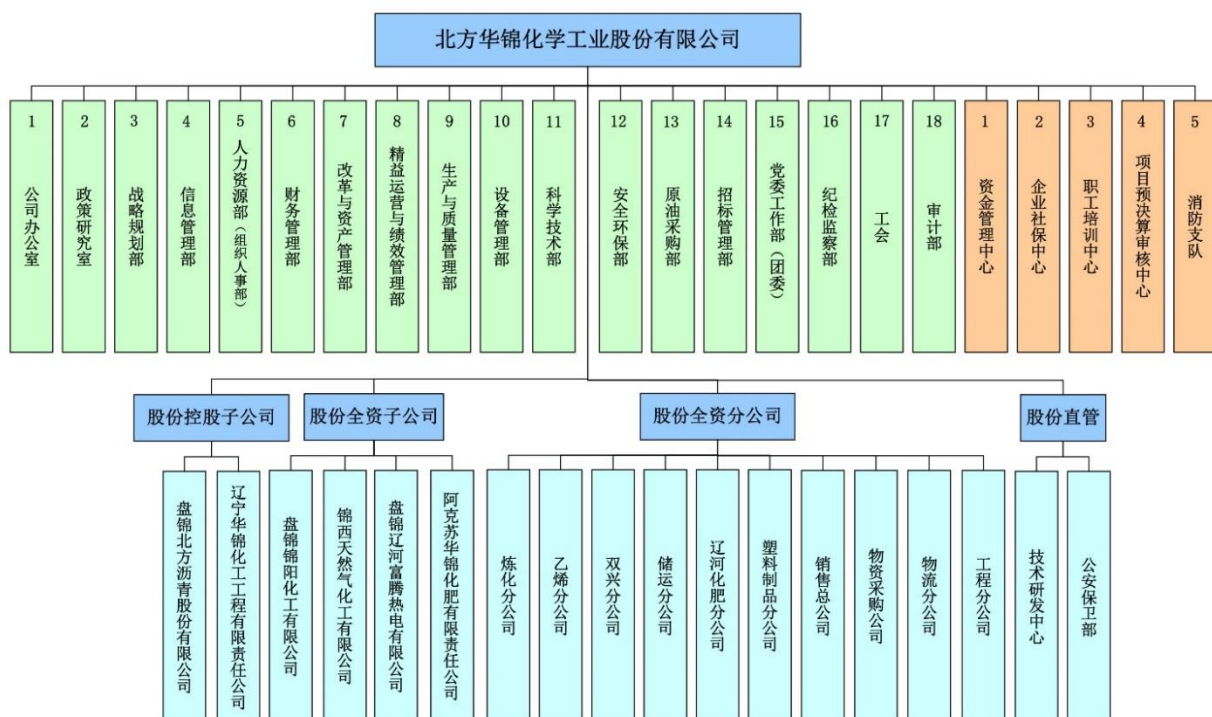 北方华锦化学工业股份有限公司
1
公司办公室
2
政策研究室
3
战略规划部
4
信息管理部
5
人力资源部（组织人事部）
6
财务管理部
7
改革与资产管理部
8
精益运营与绩效管理部
9
生产与质量管理部
10
设备管理部
11
科学技术部
12
安全环保部
13
原油采购部
14
招标管理部
15
党委工作部（团委）
16
纪检监察部
17
工会
18
审计部
1
资金管理中心
2
企业社保中心
3
职工培训中心
4
项目预决算审核中心
5
消防支队
股份控股子公司
股份全资子公司
股份全资分公司
股份直管
盘锦北方沥青股份有限公司
辽宁华锦化工工程有限责任公司
盘锦锦阳化工有限公司
锦西天然气化工有限公司
盘锦辽河富腾热电有限公司
阿克苏华锦化肥有限责任公司
炼化分公司
乙烯分公司
双兴分公司
储运分公司
辽河化肥分公司
塑料制品分公司
销售总公司
物资采购公司
物流分公司
工程分公司
技术研发中心
公安保卫部